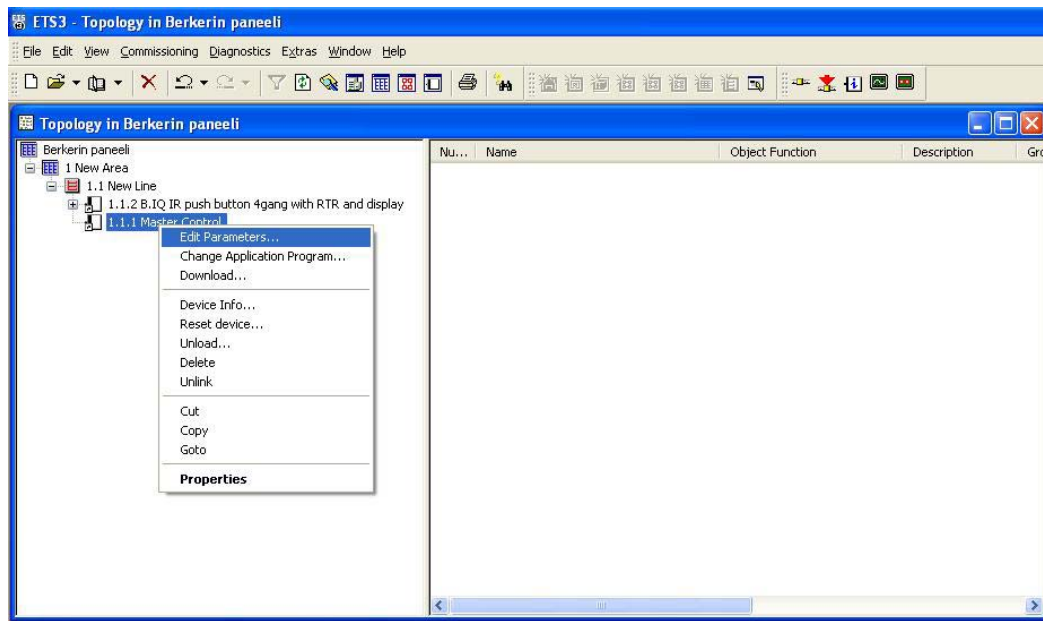 ETS3 - Topology in Berkerin paneeli
File Edit View Commissioning Diagnostics Extras Window Help
Topology in Berkerin paneeli
Berkerin paneeli
1 New Area
1.1 New Line
1.1.2 B.IQ IR push button 4gang with RTR and display
1.1.1 Master Control
Nu... Name Object Function Description Gro
Edit Parameters...
Change Application Program...
Download...
Device Info...
Reset device...
Unload...
Delete
Unlink
Cut
Copy
Goto
Properties